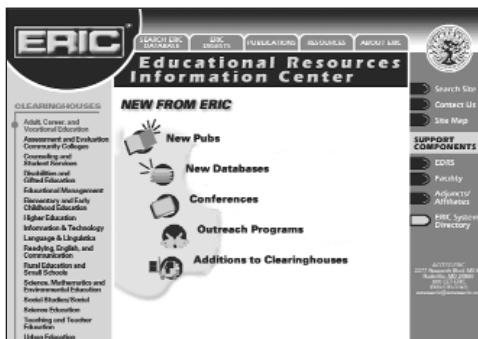 ERIC
SEARCH ERIC
DATABASE
ERIC
DIGESTS
PUBLICATIONS
RESOURCES
ABOUT ERIC
Educational Resources
Information Center
CLEARINGHOUSES
Adult, Career, and
Vocational Education
Assessment and Evaluation
Community Colleges
Counseling and
Student Services
Disabilities and
Gifted Education
Educational Management
Elementary and Early
Childhood Education
Higher Education
Information & Technology
Language & Linguistics
Reading, English, and
Communication
Rural Education and
Small Schools
Science, Mathematics and
Environmental Education
Social Studies/Social
Science Education
Teaching and Teacher
Education
Urban Education
NEW FROM ERIC
New Pubs
New Databases
Conferences
Outreach Programs
Additions to Clearinghouses
Search Site
Contact Us
Site Map
SUPPORT
COMPONENTS
EDRS
Facility
Adjuncts/
Affiliates
ERIC System
Directory
ACCESS ERIC